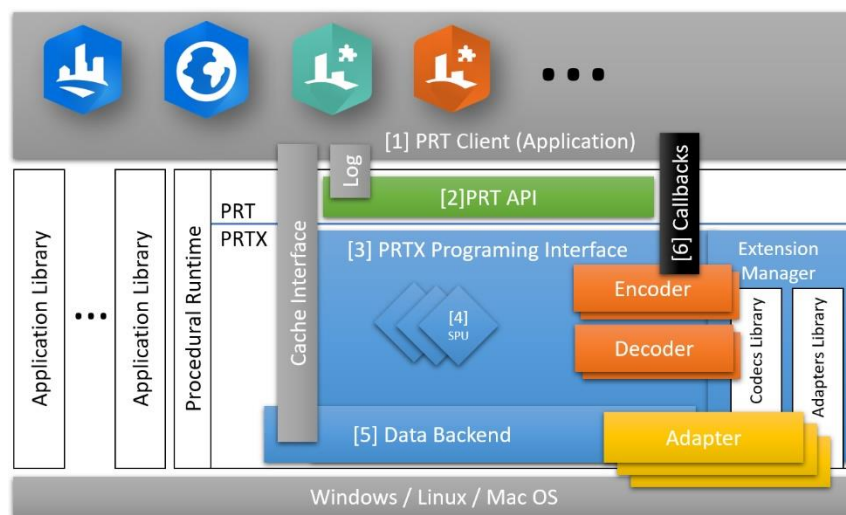 [1] PRT Client (Application)
Application Library
...
Application Library
Procedural Runtime
PRT
PRTX
Cache Interface
Log
[2]PRT API
[6] Callbacks
[3] PRTX Programing Interface
[4]
SPU
Encoder
Decoder
Extension
Manager
Codecs Library
Adapters Library
[5] Data Backend
Adapter
Windows / Linux / Mac OS